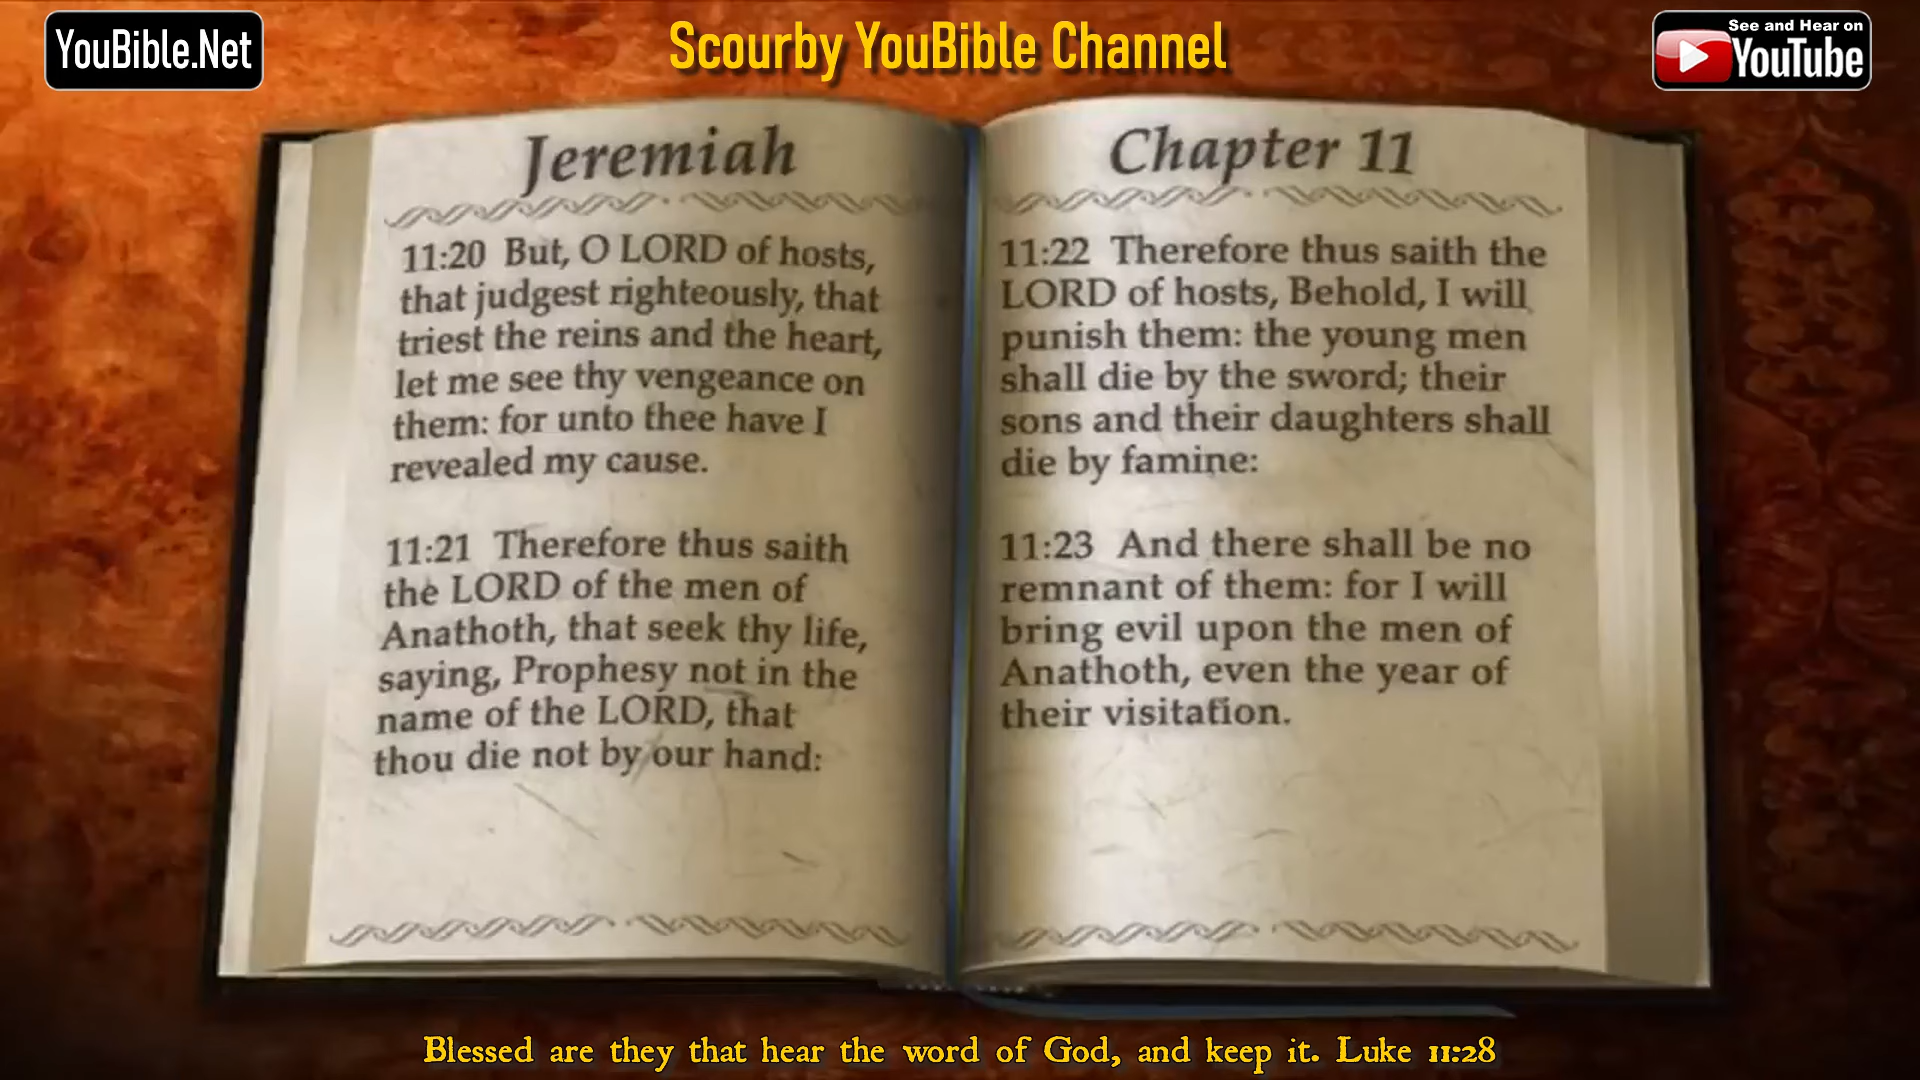 YouBible.Net
Scourby YouBible Channel
See and Hear on
YouTube
Jeremiah
11:20 But, O LORD of hosts,
that judgest righteously, that
triest the reins and the heart,
let me see thy vengeance on
them: for unto thee have I
revealed my cause.
11:21 Therefore thus saith
the LORD of the men of
Anathoth, that seek thy life,
saying, Prophesy not in the
name of the LORD, that
thou die not by our hand:
Chapter 11
11:22 Therefore thus saith the
LORD of hosts, Behold, I will
punish them: the young men
shall die by the sword; their
sons and their daughters shall
die by famine:
11:23 And there shall be no
remnant of them: for I will
bring evil upon the men of
Anathoth, even the year of
their visitation.
Blessed are they that hear the word of God, and keep it. Luke 11:28